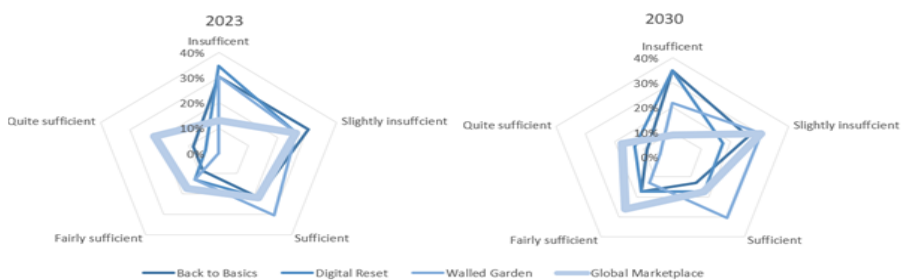 2023
Insufficent
40%
30%
20%
10%
0%
Slightly insuffcient
Sufficient
Fairly sufficient
Quite sufficient
2030
Insufficent
40%
30%
20%
10%
0%
Slightly insuffcient
Sufficient
Fairly sufficient
Quite sufficient
Back to Basics
Digital Reset
Walled Garden
Global Marketplace